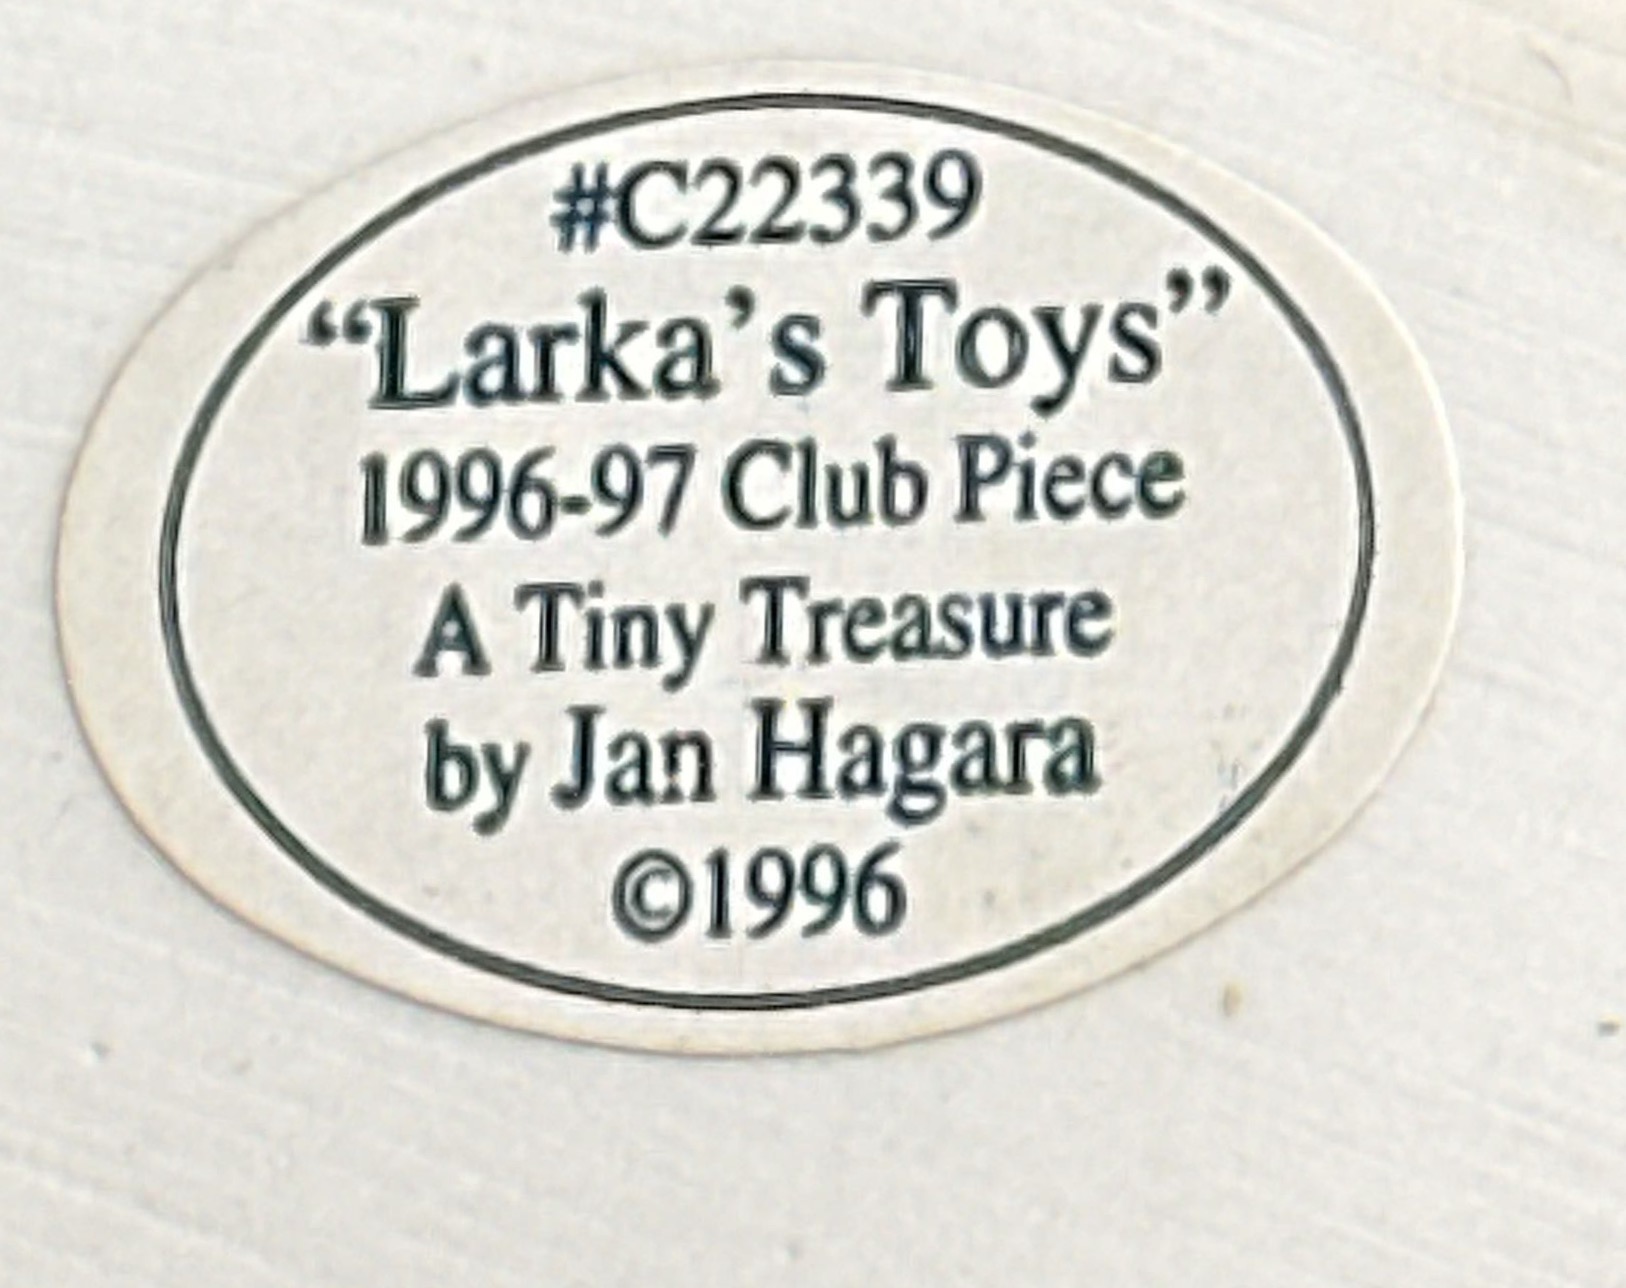 #C22339
“Larka’s Toys”
1996-97 Club Piece
A Tiny Treasure
by Jan Hagara
©1996